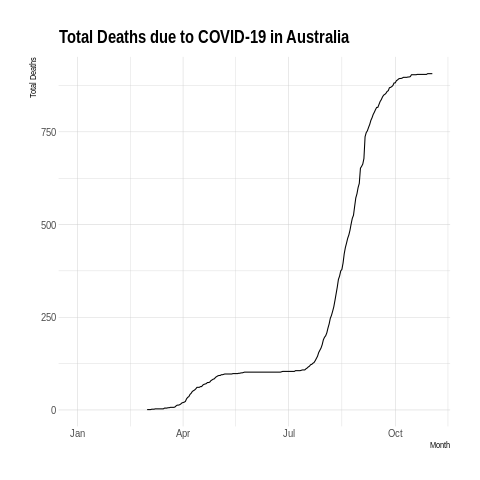 Total Deaths due to COVID-19 in Australia
Total Deaths
750
500
250
0
Jan Apr Jul Oct
Month